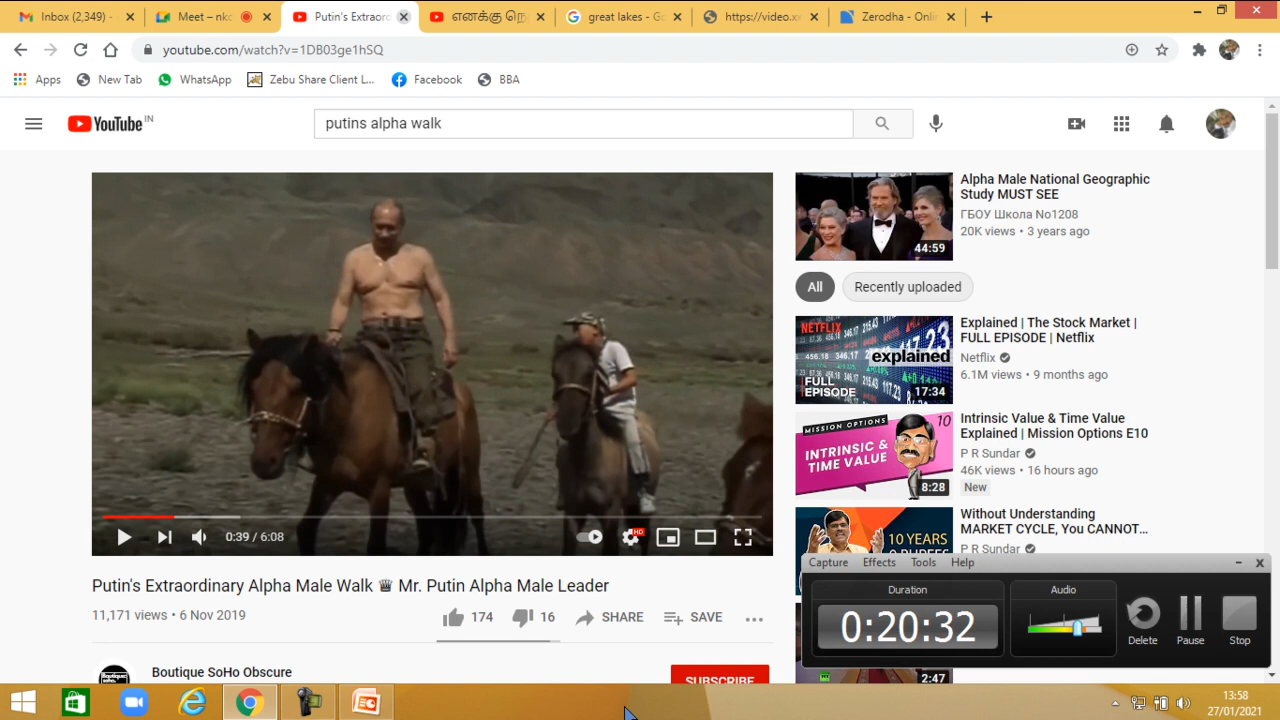 Inbox (2,349) -
Meet – nko
Putin's Extraor
எனக்கு நெ
great lakes - Go
https://video.x
Zerodha - Onli
youtube.com/watch?v=1DB03ge1hSQ
Apps
New Tab
WhatsApp
Zebu Share Client L...
Facebook
BBA
YouTube IN
putins alpha walk
Alpha Male National Geographic
Study MUST SEE
ГБОУ Школа No1208
20K views • 3 years ago
44:59
All
Recently uploaded
NETFLIX
explained
FULL
EPISODE
17:34
Explained | The Stock Market |
FULL EPISODE | Netflix
Netflix
6.1M views • 9 months ago
MISSION OPTIONS 10
INTRINSIC &
TIME VALUE
8:28
Intrinsic Value & Time Value
Explained | Mission Options E10
P R Sundar
46K views • 16 hours ago
New
10 YEARS
Without Understanding
MARKET CYCLE, You CANNOT...
P R Sundar
0:39 / 6:08
HD
Putin's Extraordinary Alpha Male Walk ♕ Mr. Putin Alpha Male Leader
11,171 views • 6 Nov 2019
174
16
SHARE
SAVE
Boutique SoHo Obscure
SUBSCRIBE
Capture
Effects
Tools
Help
Duration
0:20:32
Audio
Delete
Pause
Stop
2:47
13:58
27/01/2021